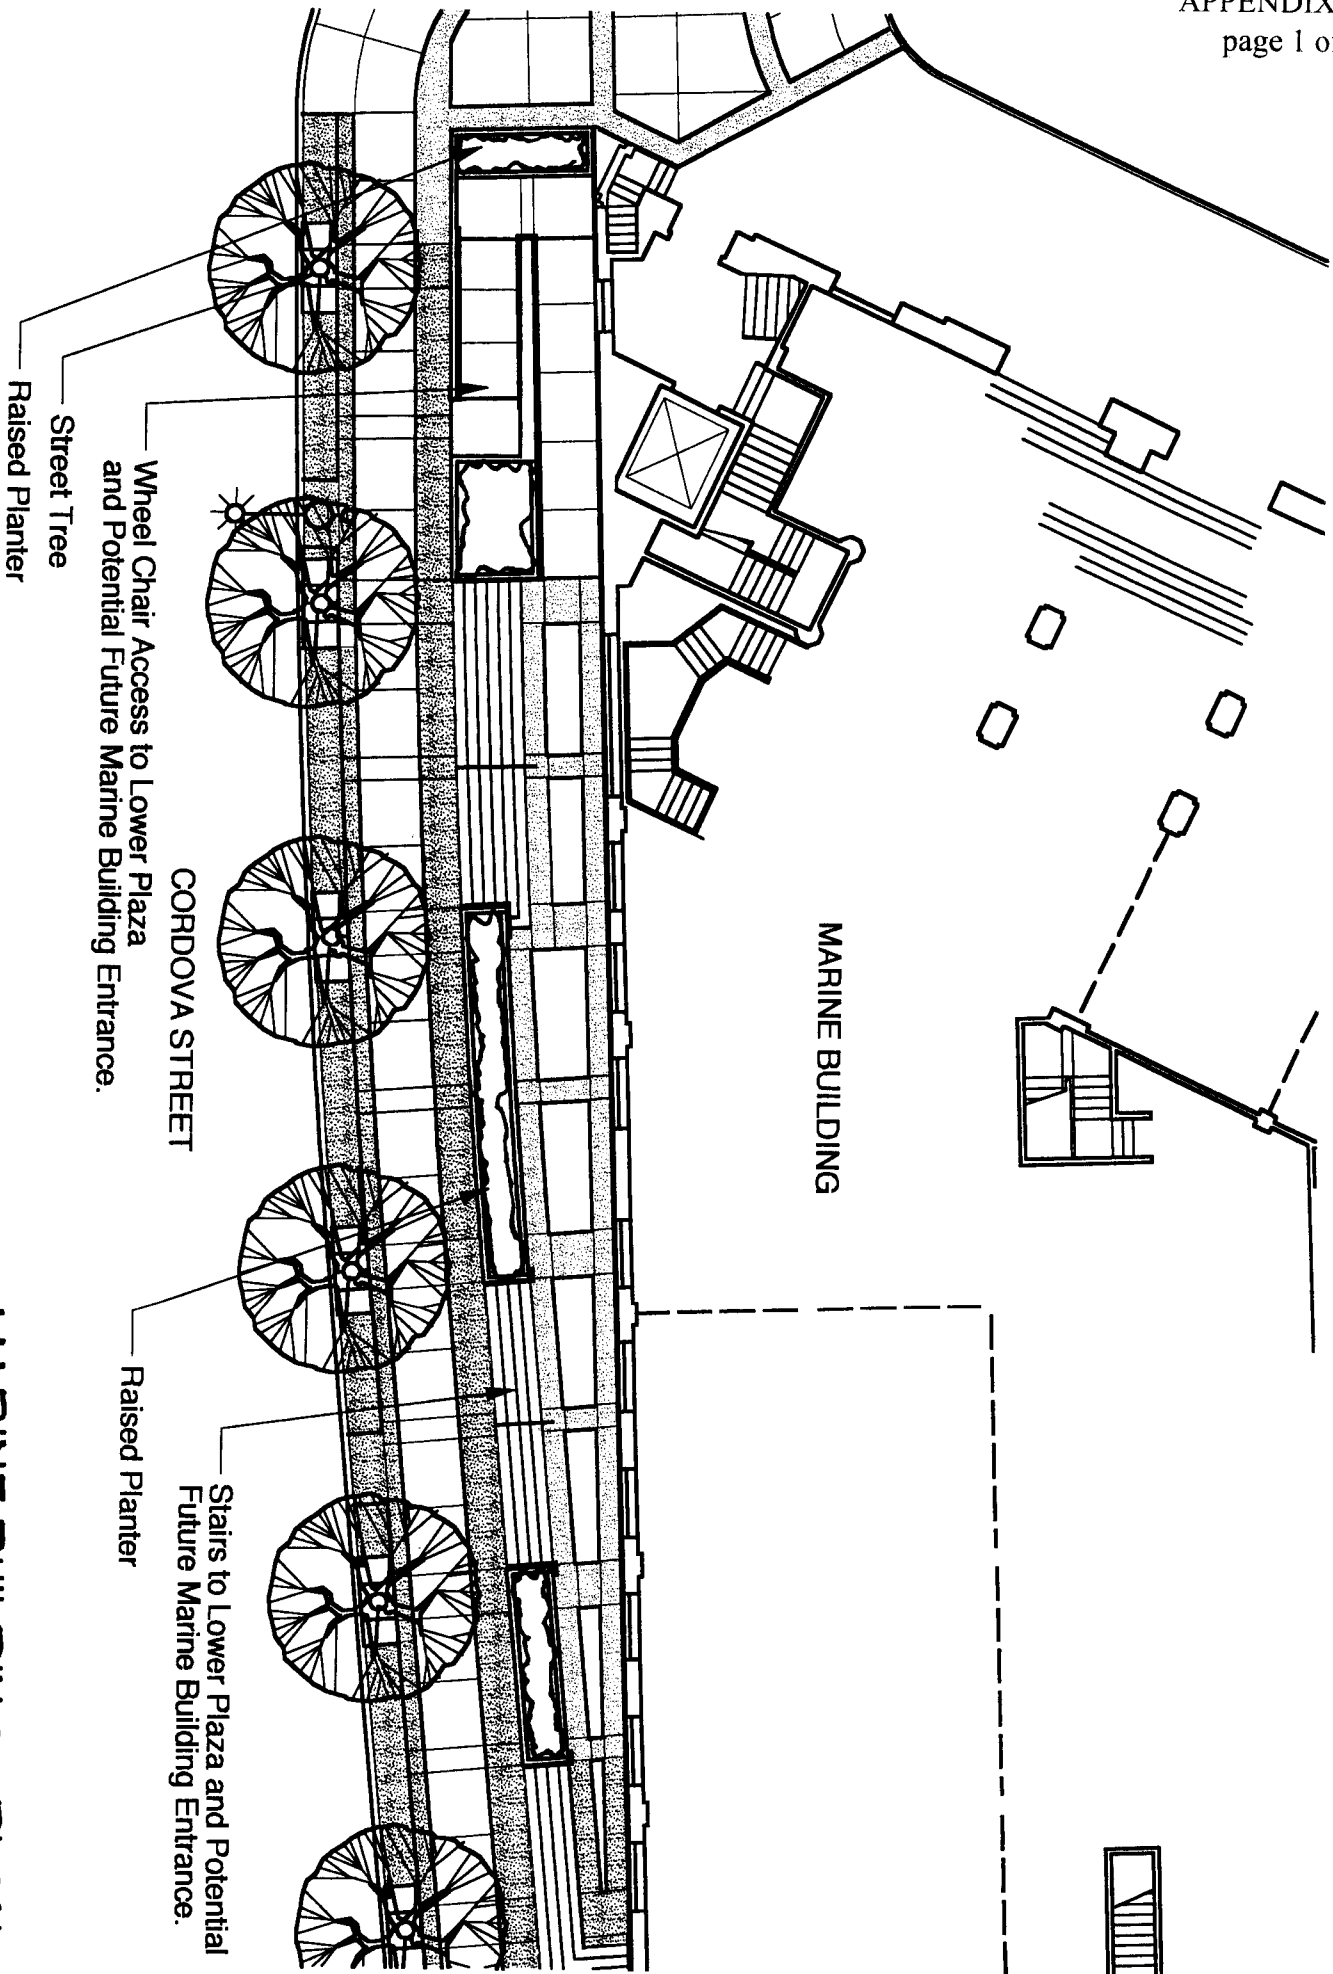 APPENDIX
page 1 of
MARINE BUILDING
CORDOVA STREET
Raised Planter
Street Tree
Wheel Chair Access to Lower Plaza
and Potential Future Marine Building Entrance.
Raised Planter
Stairs to Lower Plaza and Potential
Future Marine Building Entrance.